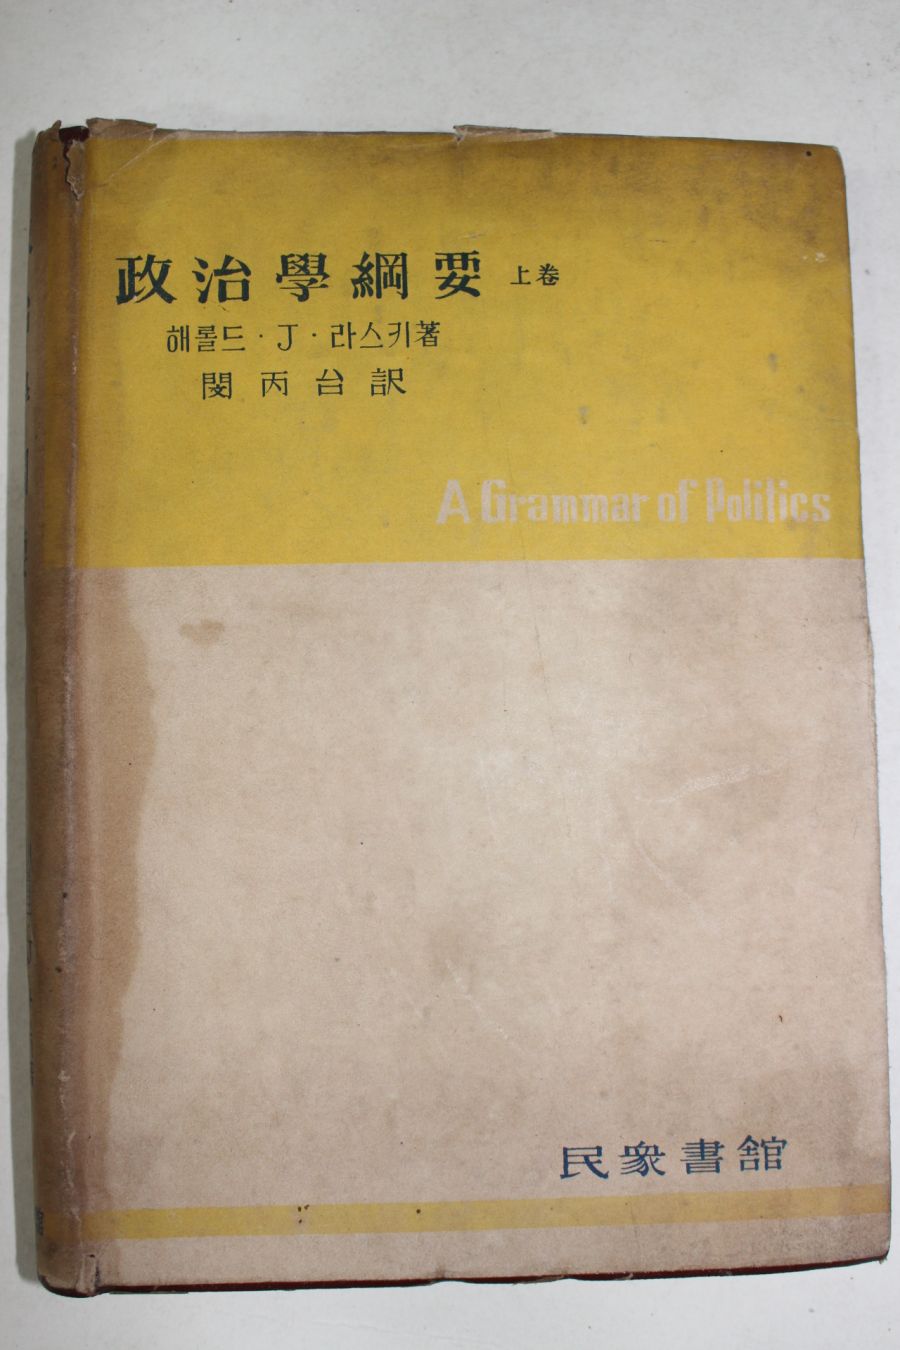 政治學綱要 上卷
해롤드·J·라스키著
閔丙台訳
A Grammar of Politics
民衆書館